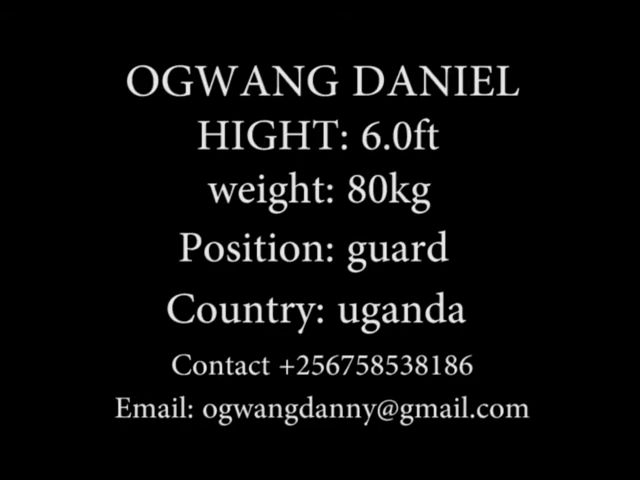 OGWANG DANIEL
HIGHT: 6.0ft
weight: 80kg
Position: guard
Country: uganda
Contact +256758538186
Email: ogwangdanny@gmail.com